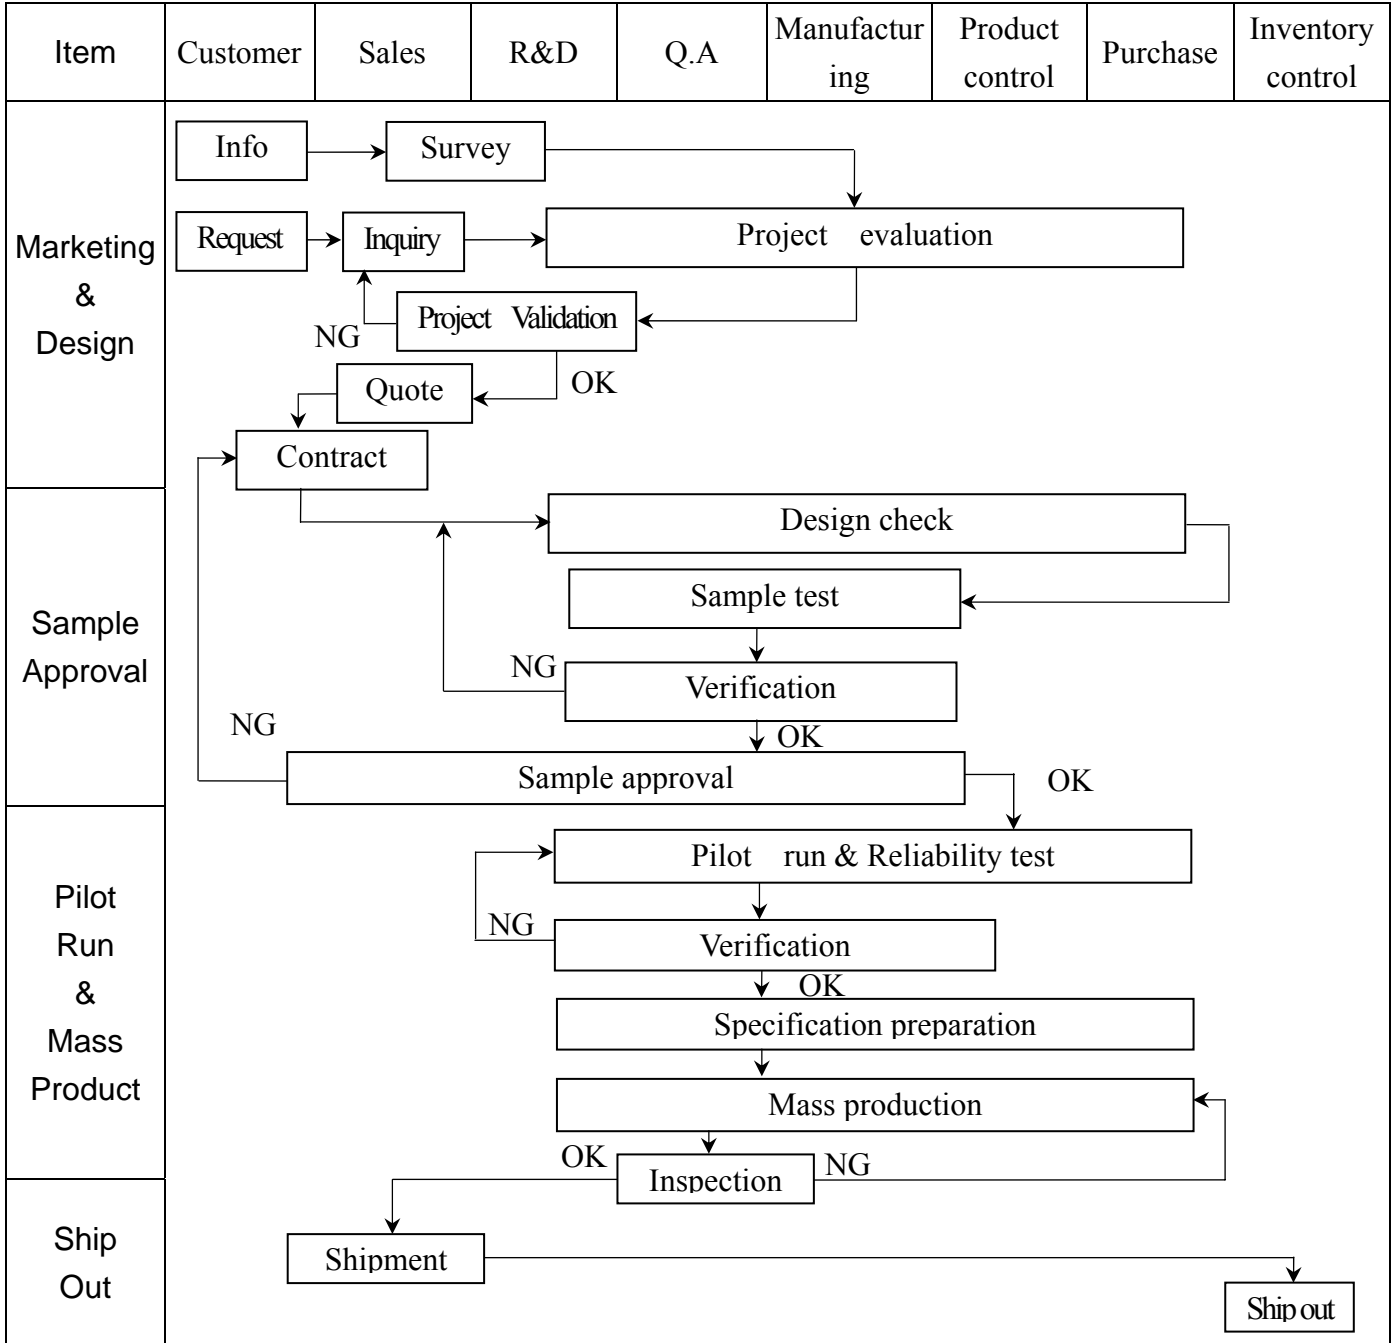 Item
Customer
Sales
R&D
Q.A
Manufactur
ing
Product
control
Purchase
Inventory
control
Marketing
&
Design
Info
Survey
Request
Inquiry
Project evaluation
NG
Project Validation
Quote
OK
Contract
Sample
Approval
Design check
Sample test
NG
Verification
NG
OK
Sample approval
OK
Pilot
Run
&
Mass
Product
Pilot run & Reliability test
NG
Verification
OK
Specification preparation
Mass production
OK
Inspection
NG
Ship
Out
Shipment
Ship out